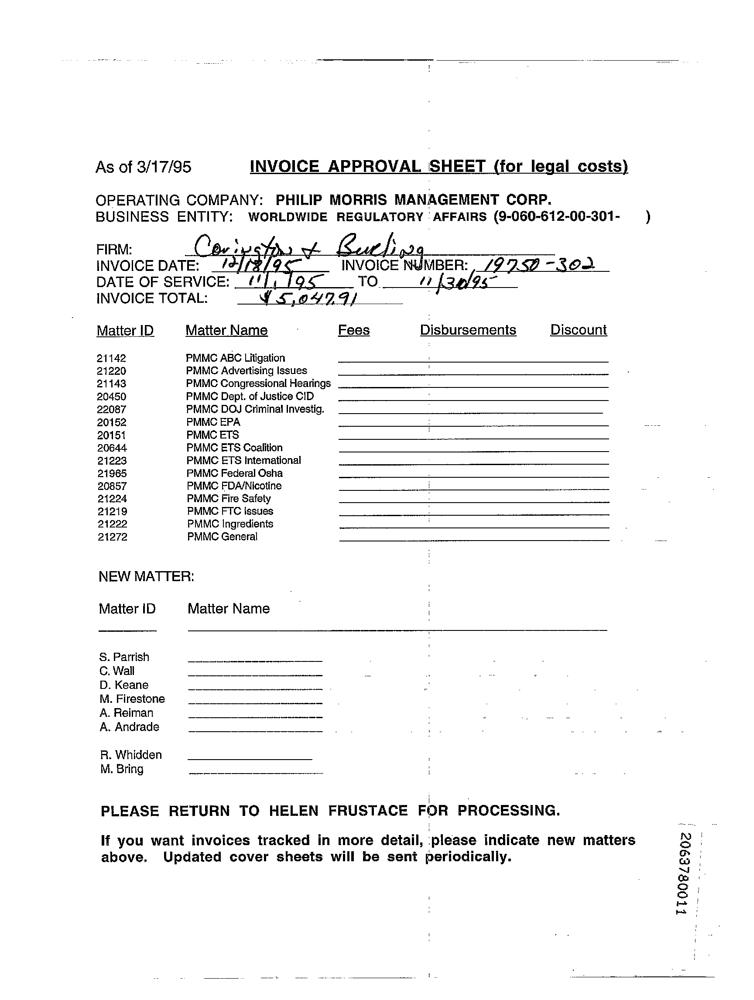 As of 3/17/95 INVOICE APPROVAL SHEET (for legal costs)
OPERATING COMPANY: PHILIP MORRIS MANAGEMENT CORP.
BUSINESS ENTITY: WORLDWIDE REGULATORY AFFAIRS (9-060-612-00-301- )
FIRM: Covington & Burling
INVOICE DATE: 12/18/95 INVOICE NUMBER: 19750-302
DATE OF SERVICE: 11/1/95 TO 11/30/95
INVOICE TOTAL: $5,047.91
Matter ID Matter Name Fees Disbursements Discount
21142 PMMC ABC Litigation
21220 PMMC Advertising Issues
21143 PMMC Congressional Hearings
20450 PMMC Dept. of Justice CID
22087 PMMC DOJ Criminal Investig.
20152 PMMC EPA
20151 PMMC ETS
20644 PMMC ETS Coalition
21223 PMMC ETS International
21965 PMMC Federal Osha
20857 PMMC FDA/Nicotine
21224 PMMC Fire Safety
21219 PMMC FTC Issues
21222 PMMC Ingredients
21272 PMMC General
NEW MATTER:
Matter ID Matter Name
S. Parrish
C. Wall
D. Keane
M. Firestone
A. Reiman
A. Andrade
R. Whidden
M. Bring
PLEASE RETURN TO HELEN FRUSTACE FOR PROCESSING.
If you want invoices tracked in more detail, please indicate new matters
above. Updated cover sheets will be sent periodically.
2063780011